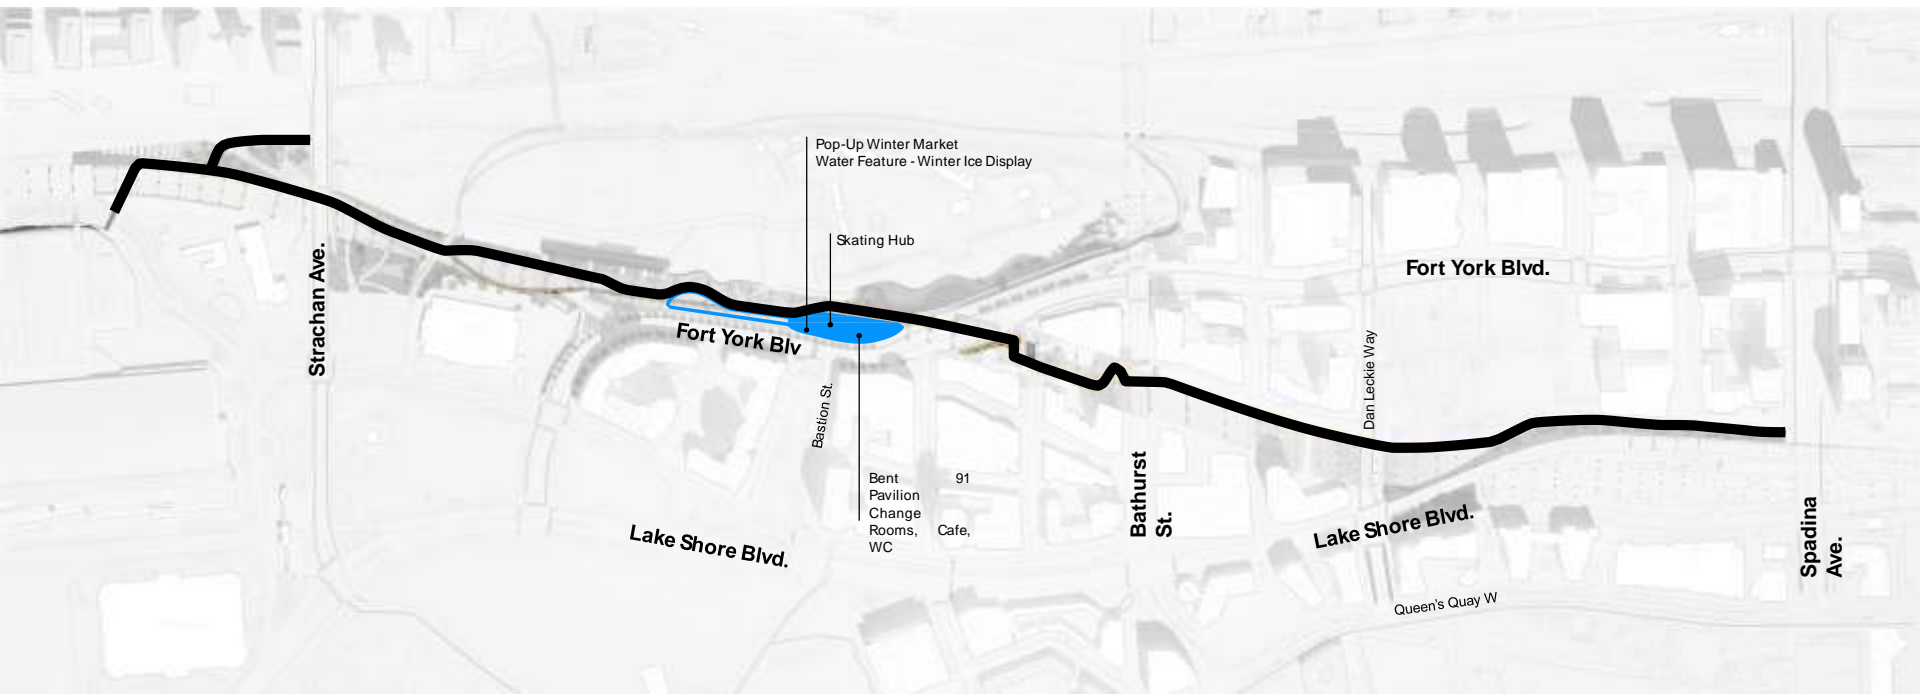 Pop-Up Winter Market
Water Feature - Winter Ice Display
Skating Hub
Strachan Ave.
Fort York Blvd.
Fort York Blv
Dan Leckie Way
Bastion St.
Bent 91
Pavilion
Change
Rooms, Cafe,
WC
Bathurst
St.
Lake Shore Blvd.
Lake Shore Blvd.
Spadina
Ave.
Queen's Quay W